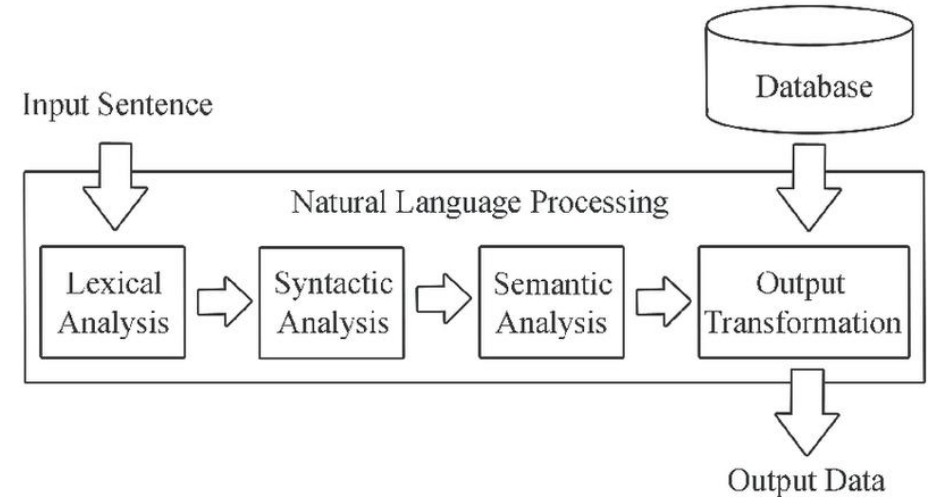 Database
Input Sentence
Natural Language Processing
Lexical
Analysis
Syntactic
Analysis
Semantic
Analysis
Output
Transformation
Output Data